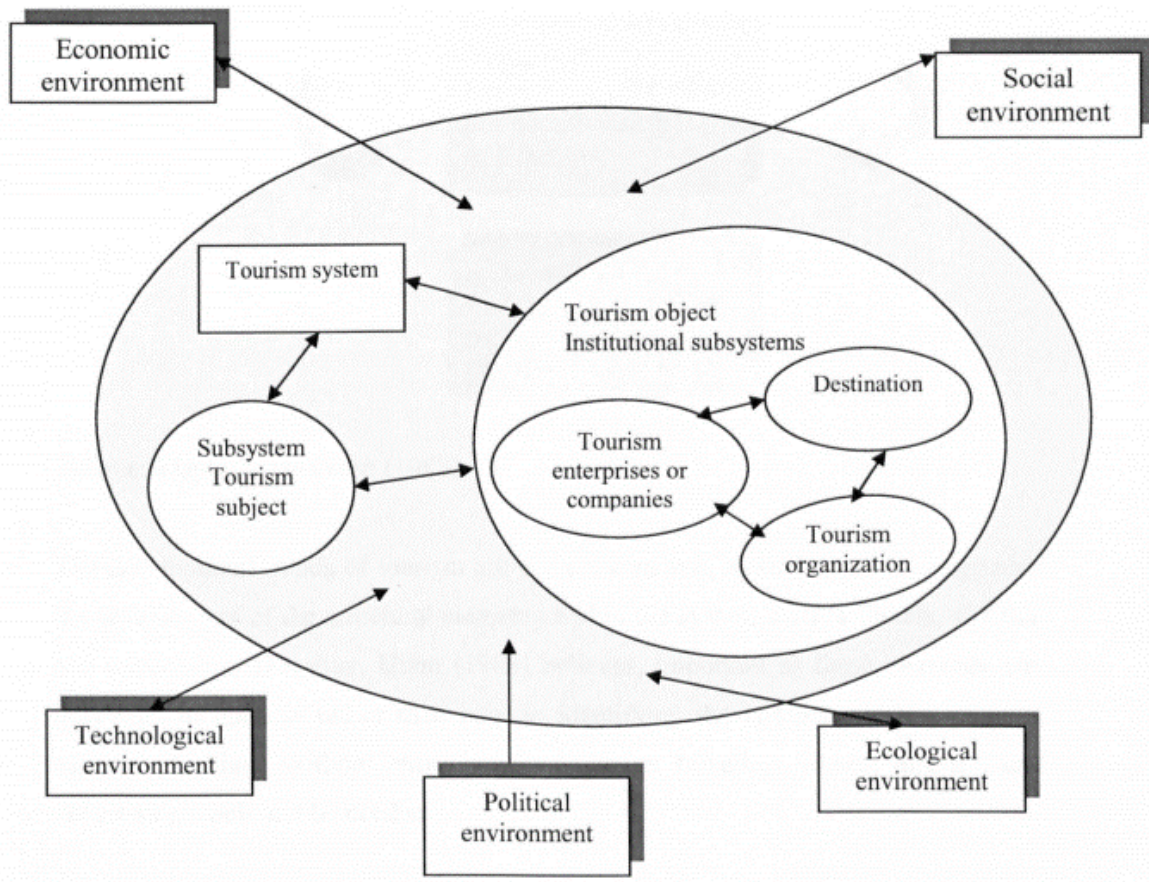 Economic
environment
Social
environment
Tourism system
Tourism object
Institutional subsystems
Destination
Subsystem
Tourism
subject
Tourism
enterprises or
companies
Tourism
organization
Technological
environment
Political
environment
Ecological
environment